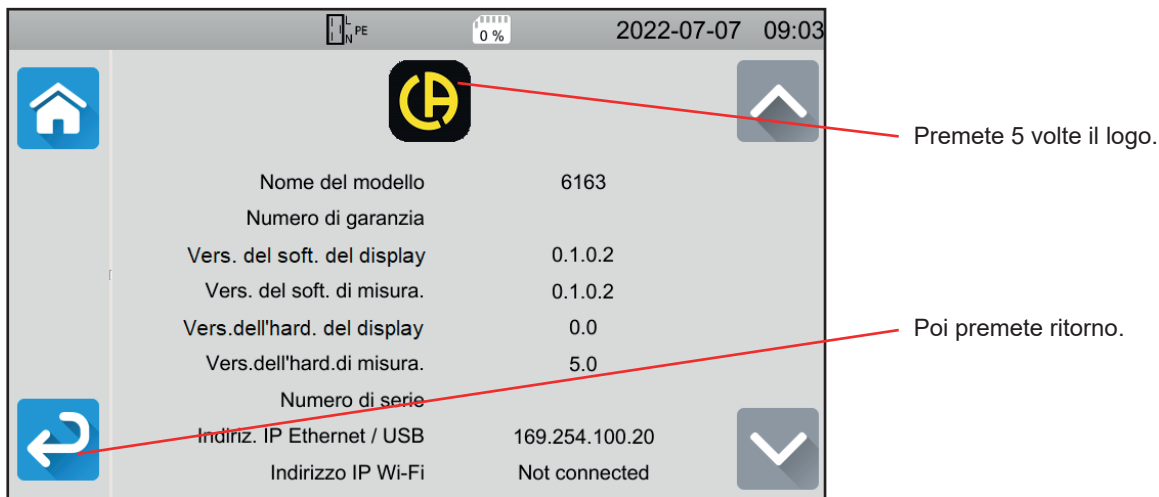 L
N PE
0 %
2022-07-07 09:03
CA
Premete 5 volte il logo.
Nome del modello 6163
Numero di garanzia
Vers. del soft. del display 0.1.0.2
Vers. del soft. di misura. 0.1.0.2
Vers.dell'hard. del display 0.0
Poi premete ritorno.
Vers.dell'hard.di misura. 5.0
Numero di serie
Indiriz. IP Ethernet / USB 169.254.100.20
Indirizzo IP Wi-Fi Not connected